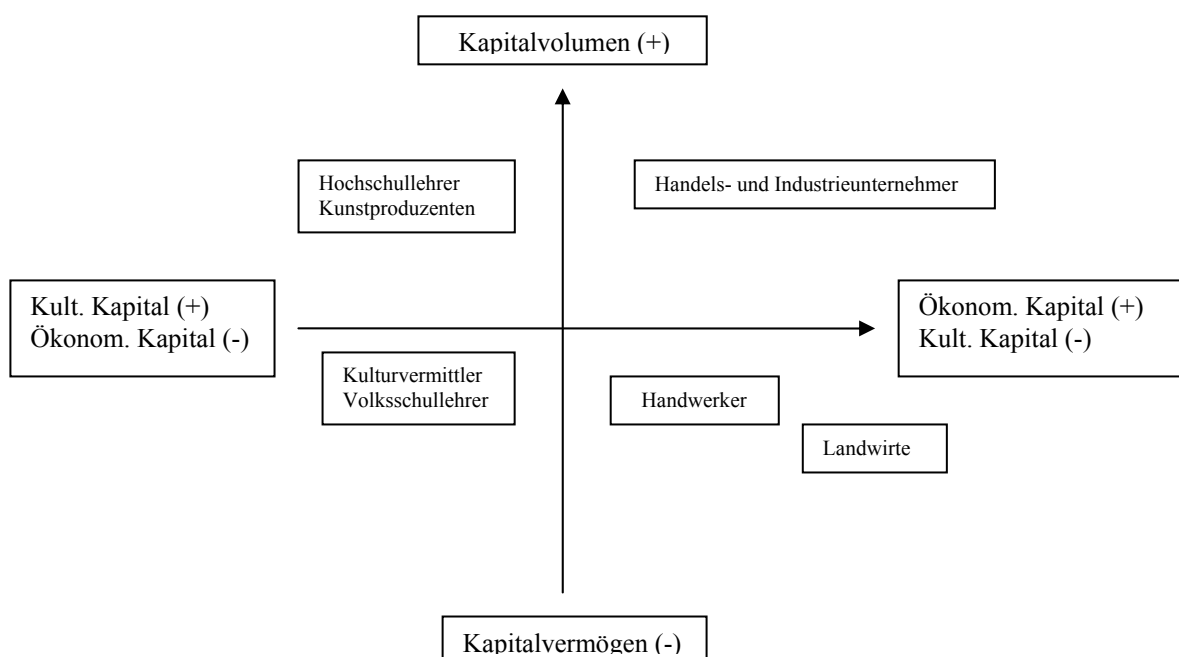 Kapitalvolumen (+)
Hochschullehrer
Kunstproduzenten
Handels- und Industrieunternehmer
Kult. Kapital (+)
Ökonom. Kapital (-)
Ökonom. Kapital (+)
Kult. Kapital (-)
Kulturvermittler
Volksschullehrer
Handwerker
Landwirte
Kapitalvermögen (-)